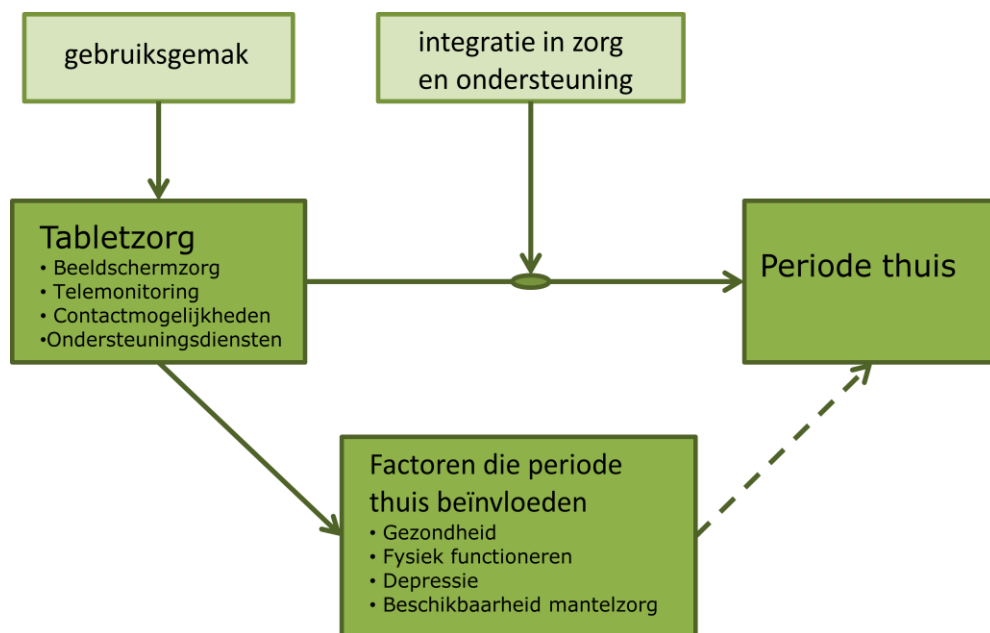 gebruiksgemak
integratie in zorg
en ondersteuning
Tabletzorg
• Beeldschermzorg
• Telemonitoring
• Contactmogelijkheden
•Ondersteuningsdiensten
Periode thuis
Factoren die periode
thuis beïnvloeden
• Gezondheid
• Fysiek functioneren
• Depressie
• Beschikbaarheid mantelzorg